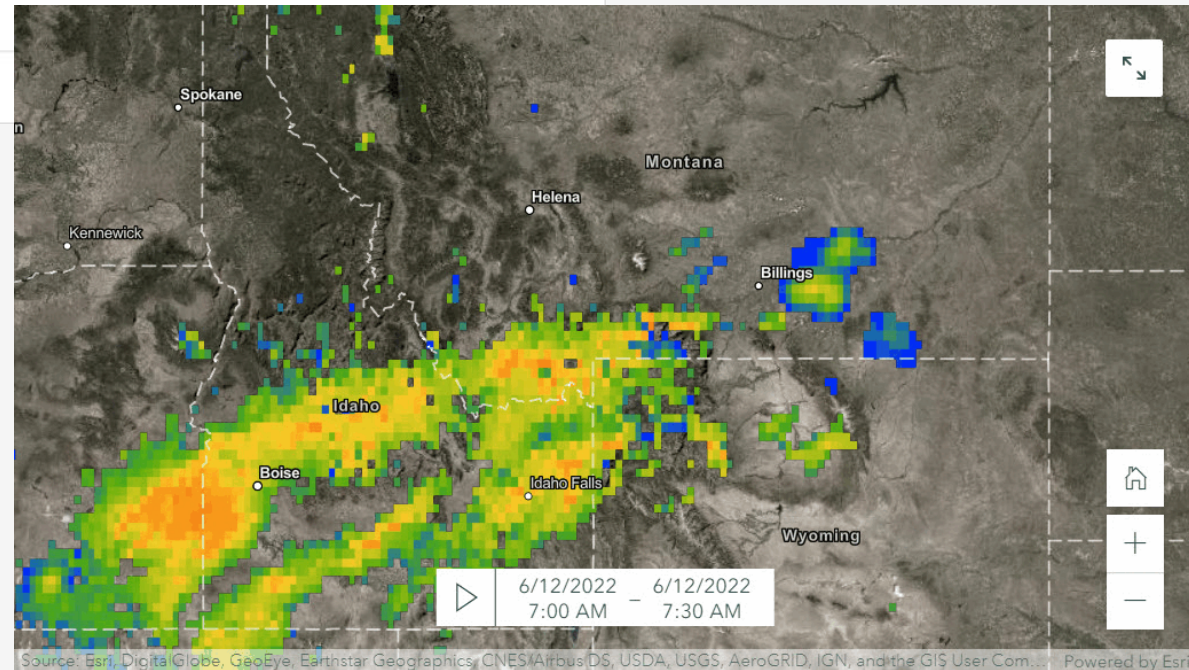 Spokane
n
Montana
Helena
Kennewick
Billings
Idaho
Boise
Idaho Falls
Wyoming
6/12/2022 – 6/12/2022
7:00 AM 7:30 AM
Source: Esri, DigitalGlobe, GeoEye, Earthstar Geographics, CNES/Airbus DS, USDA, USGS, AeroGRID, IGN, and the GIS User Com... Powered by Esri